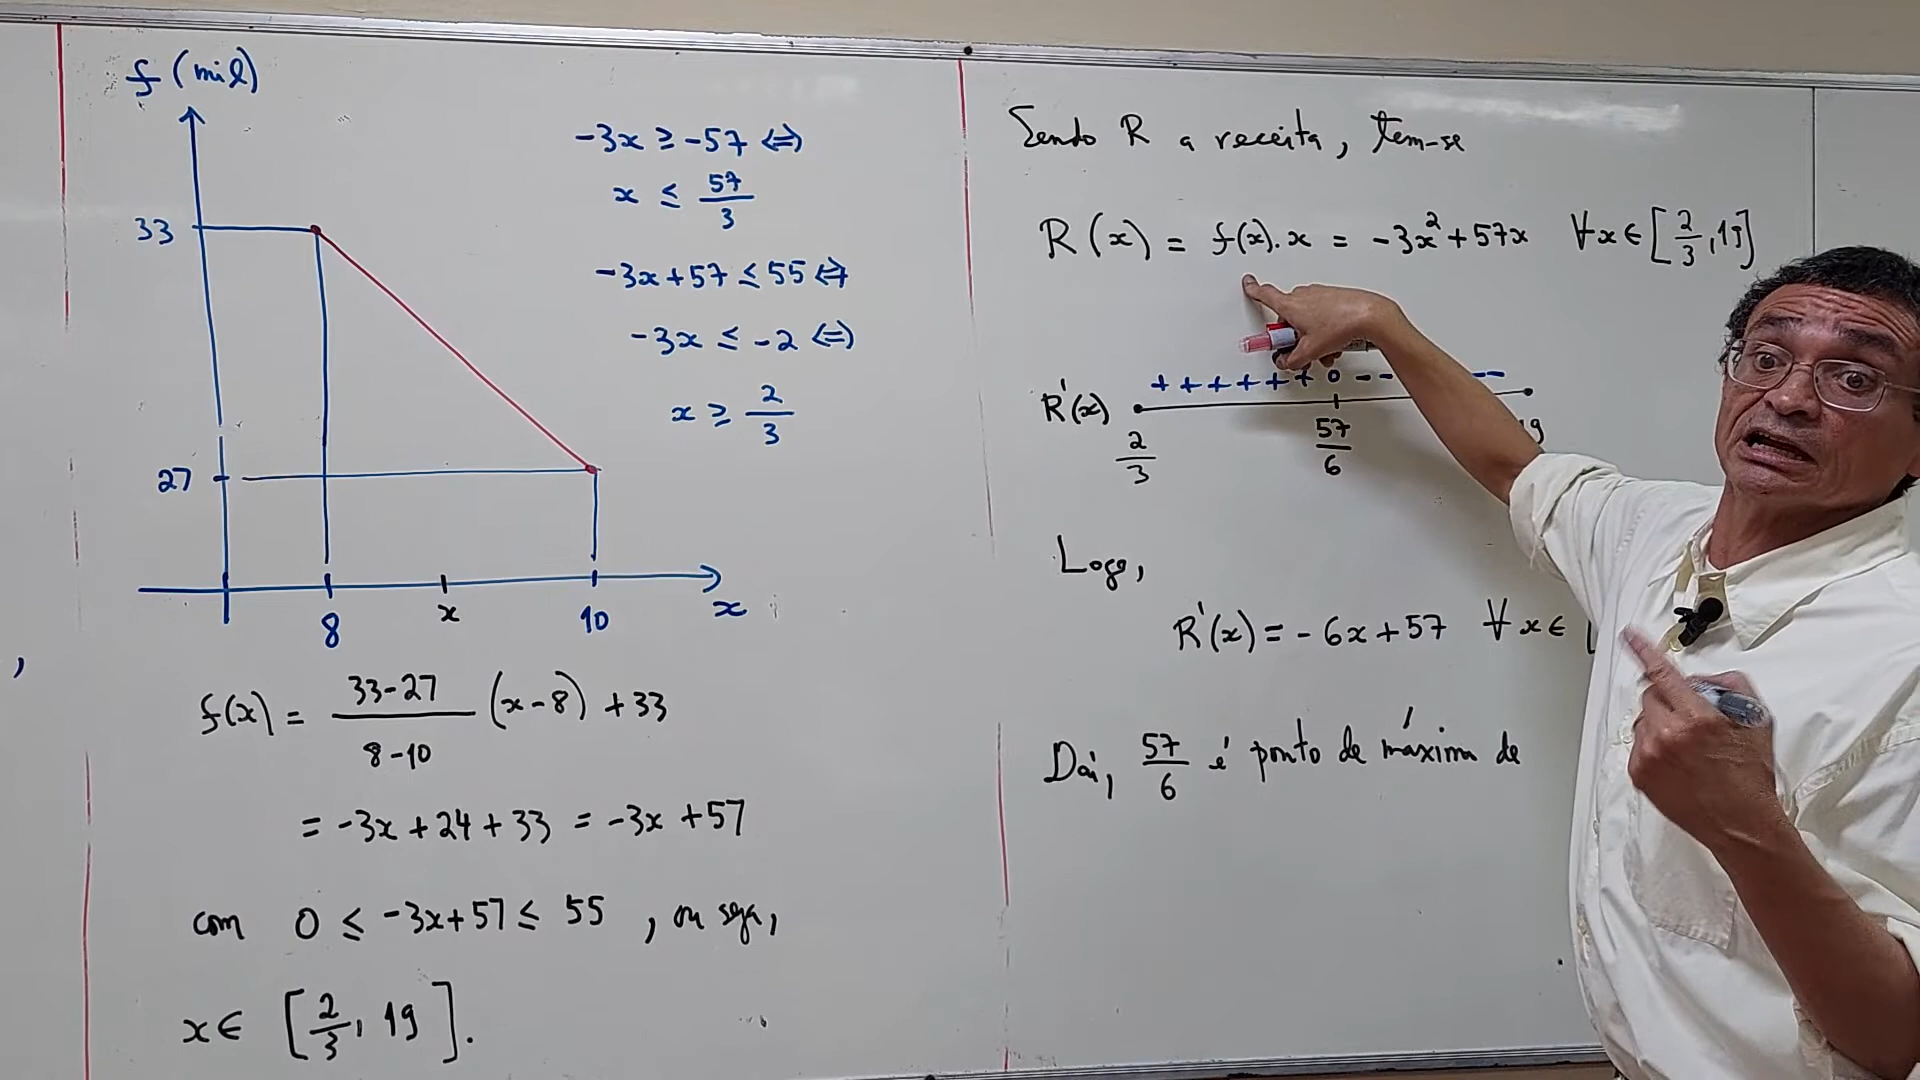 f (mil)
33
27
8
x
10
x
-3x ≥ -57 ⇔
x ≤ 57/3
-3x+57 ≤ 55 ⇔
-3x ≤ -2 ⇔
x ≥ 2/3
f(x) = 33-27/8-10 (x-8) + 33
= -3x + 24 + 33 = -3x + 57
com 0 ≤ -3x+57 ≤ 55 , ou seja,
x ∈ [2/3, 19].
,
Sendo R a receita, tem-se
R(x) = f(x).x = -3x² + 57x ∀x ∈ [2/3, 19]
+ + + + + + 0 - - - -
R'(x)
2/3
57/6
19
Logo,
R'(x) = -6x + 57 ∀x ∈ [
Daí, 57/6 é ponto de máximo de